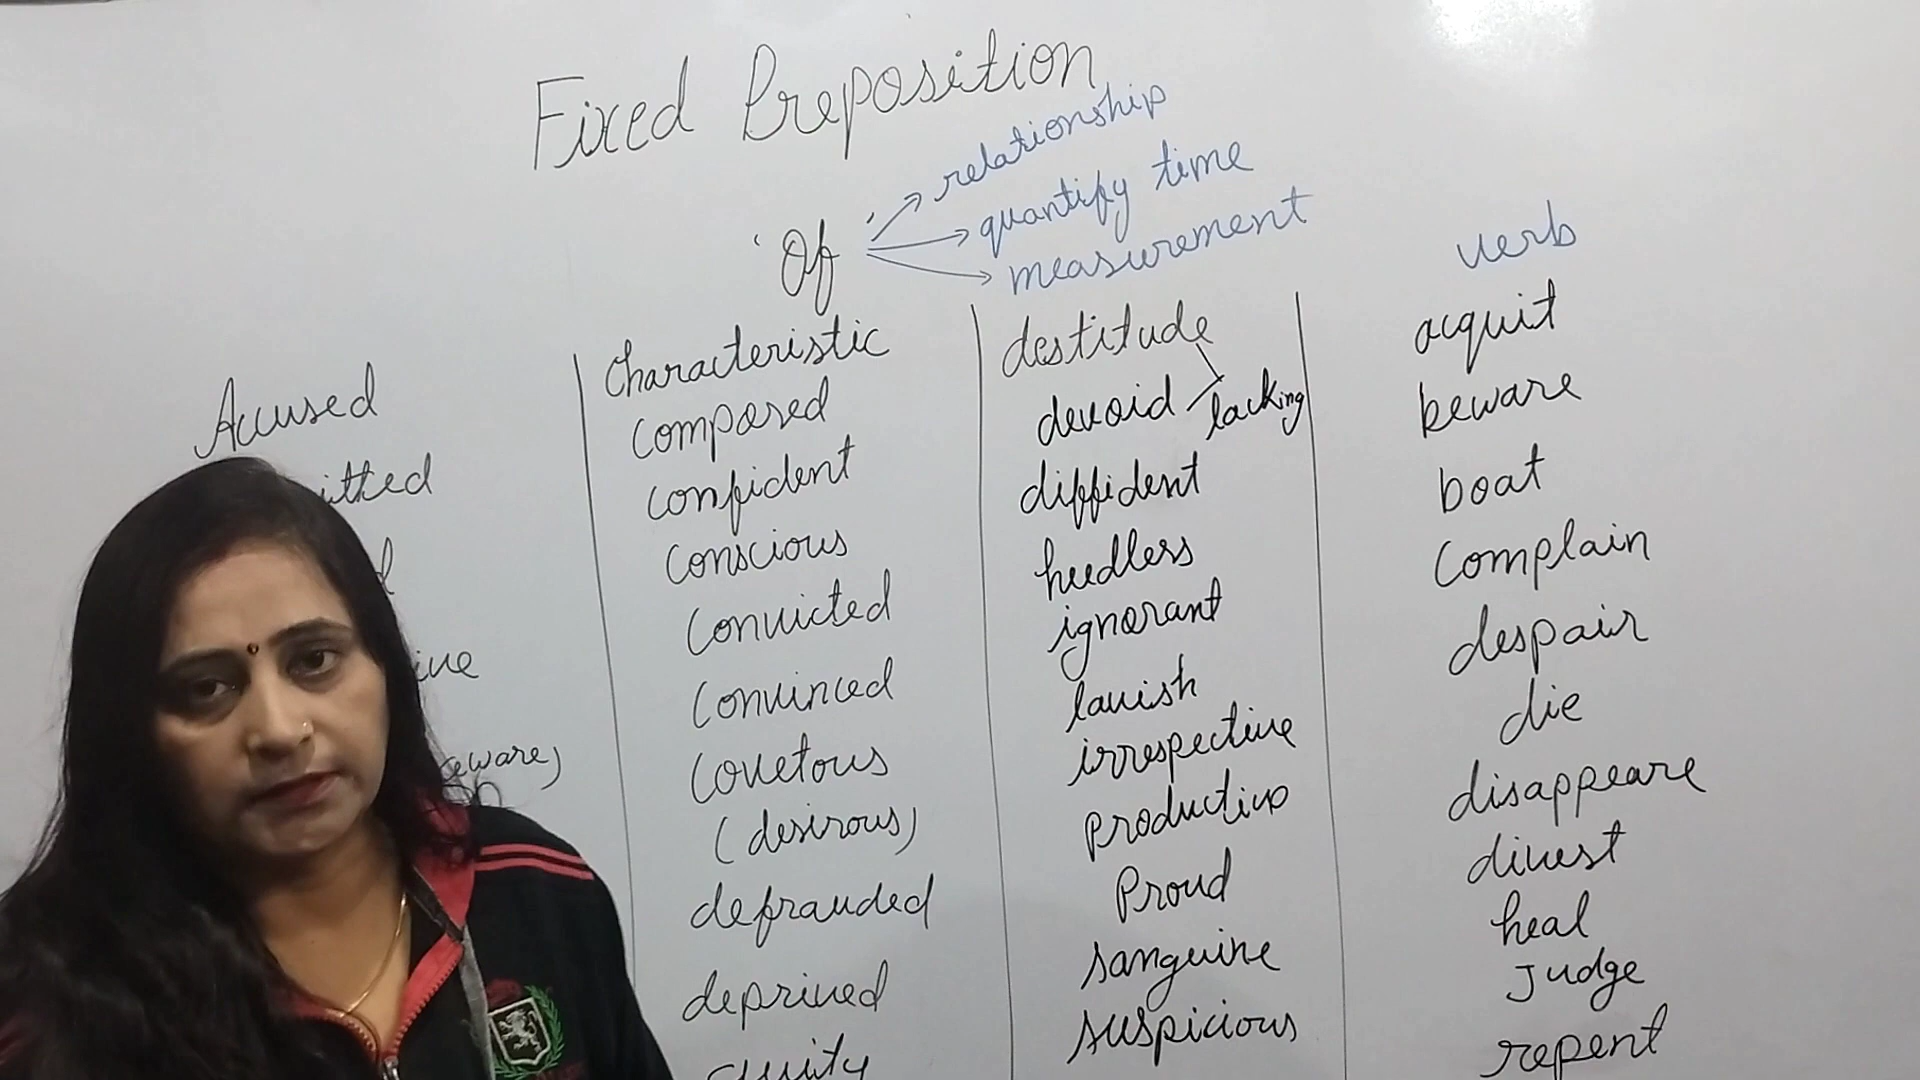 Fixed Preposition
'Of
relationship
quantify time
measurement
Accused
aware)
Characteristic
composed
confident
conscious
convicted
convinced
covetous
(desirous)
defrauded
deprived
destitude
devoid lacking
diffident
heedless
ignorant
lavish
irrespective
productive
Proud
sanguine
suspicious
verb
acquit
beware
boat
complain
despair
die
disappeare
divest
heal
Judge
repent